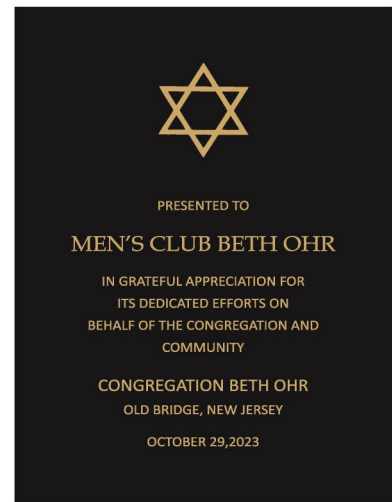 PRESENTED TO
MEN'S CLUB BETH OHR
IN GRATEFUL APPRECIATION FOR
ITS DEDICATED EFFORTS ON
BEHALF OF THE CONGREGATION AND
COMMUNITY
CONGREGATION BETH OHR
OLD BRIDGE, NEW JERSEY
OCTOBER 29,2023